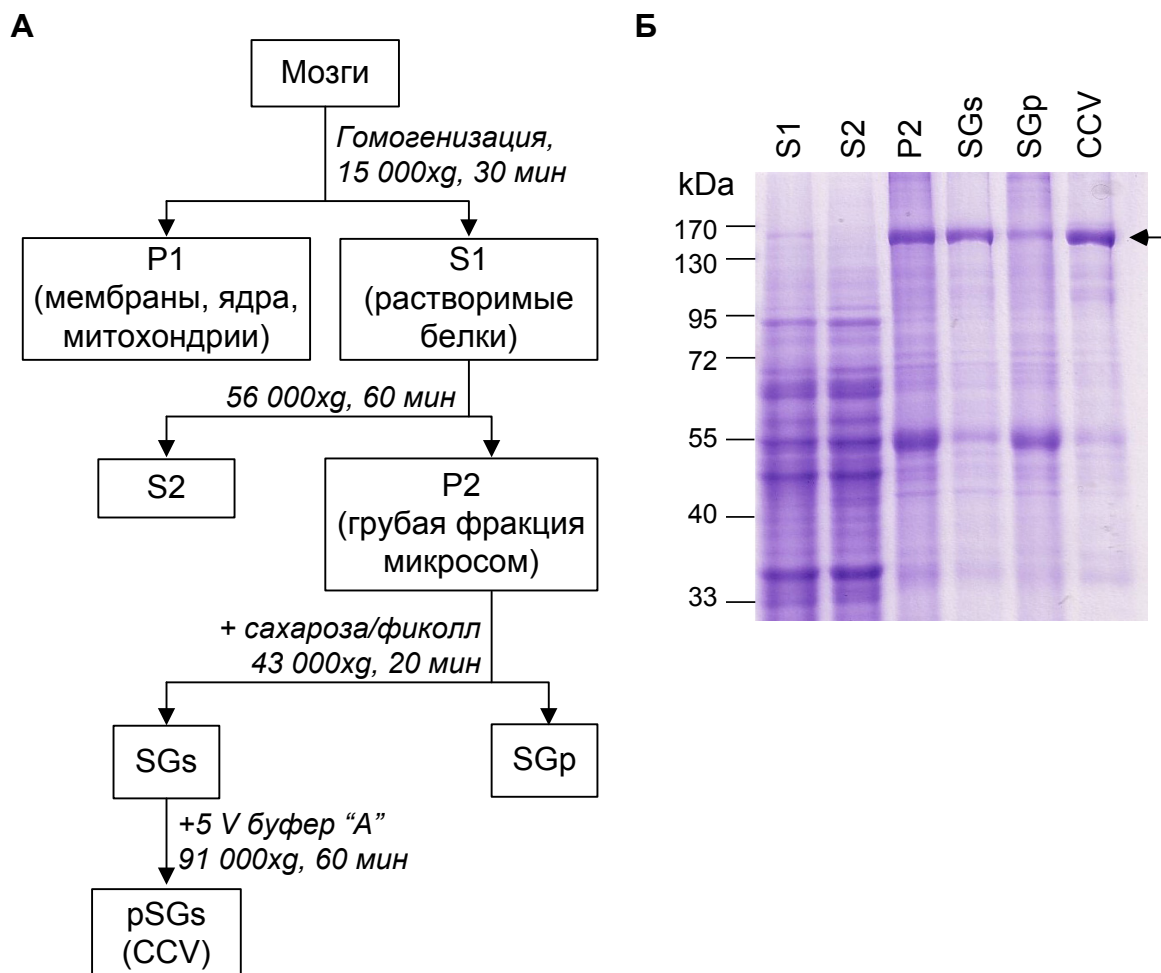 А
Мозги
Гомогенизация,
15 000xg, 30 мин
P1
(мембраны, ядра,
митохондрии)
S1
(растворимые
белки)
56 000xg, 60 мин
S2
P2
(грубая фракция
микросом)
+ сахароза/фиколл
43 000xg, 20 мин
SGs
SGp
+5 V буфер “А”
91 000xg, 60 мин
pSGs
(CCV)
Б
S1
S2
P2
SGs
SGp
CCV
kDa
170
130
95
72
55
40
33